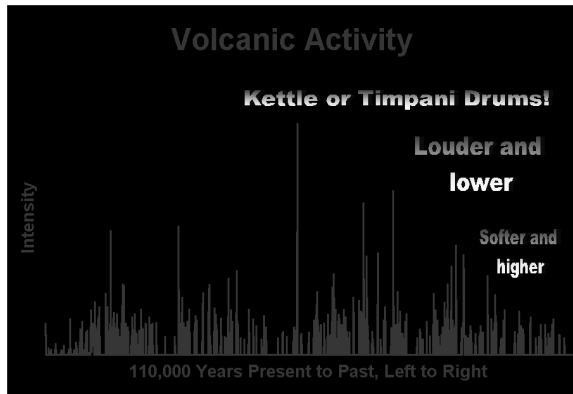 Volcanic Activity
Kettle or Timpani Drums!
Louder and
lower
Softer and
higher
Intensity
110,000 Years Present to Past, Left to Right